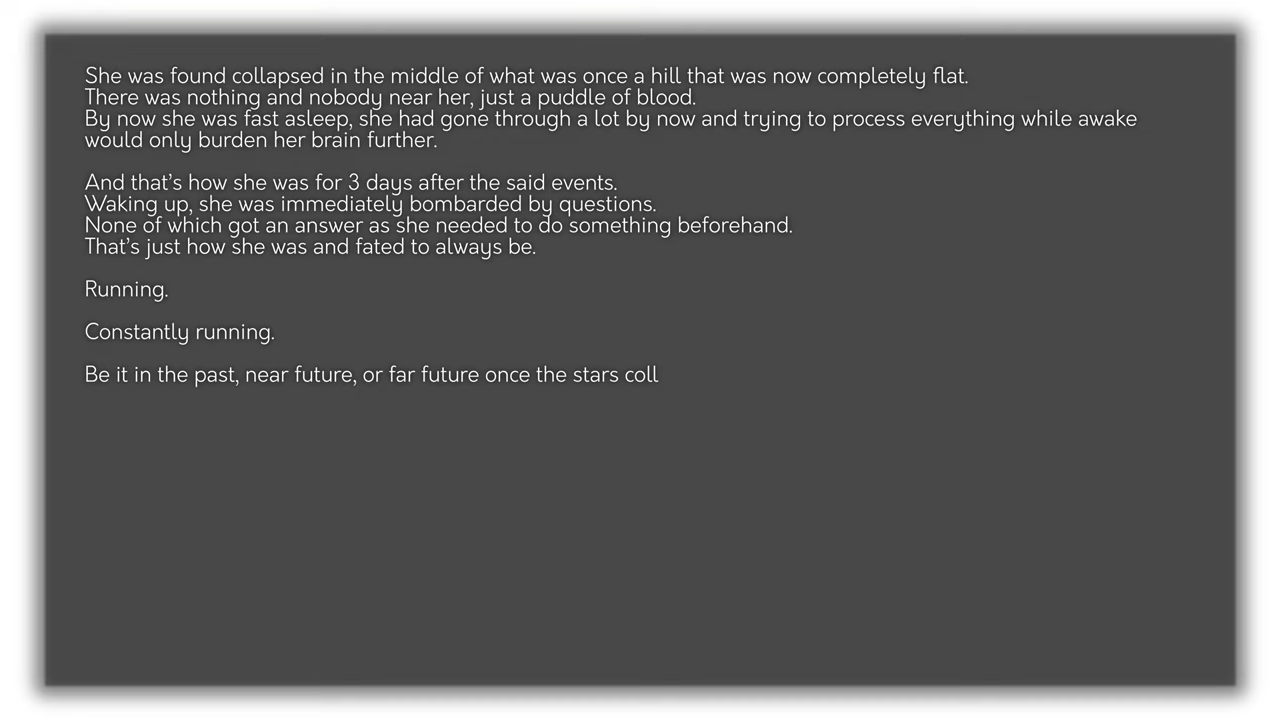 She was found collapsed in the middle of what was once a hill that was now completely flat.
There was nothing and nobody near her, just a puddle of blood.
By now she was fast asleep, she had gone through a lot by now and trying to process everything while awake
would only burden her brain further.
And that's how she was for 3 days after the said events.
Waking up, she was immediately bombarded by questions.
None of which got an answer as she needed to do something beforehand.
That's just how she was and fated to always be.
Running.
Constantly running.
Be it in the past, near future, or far future once the stars coll